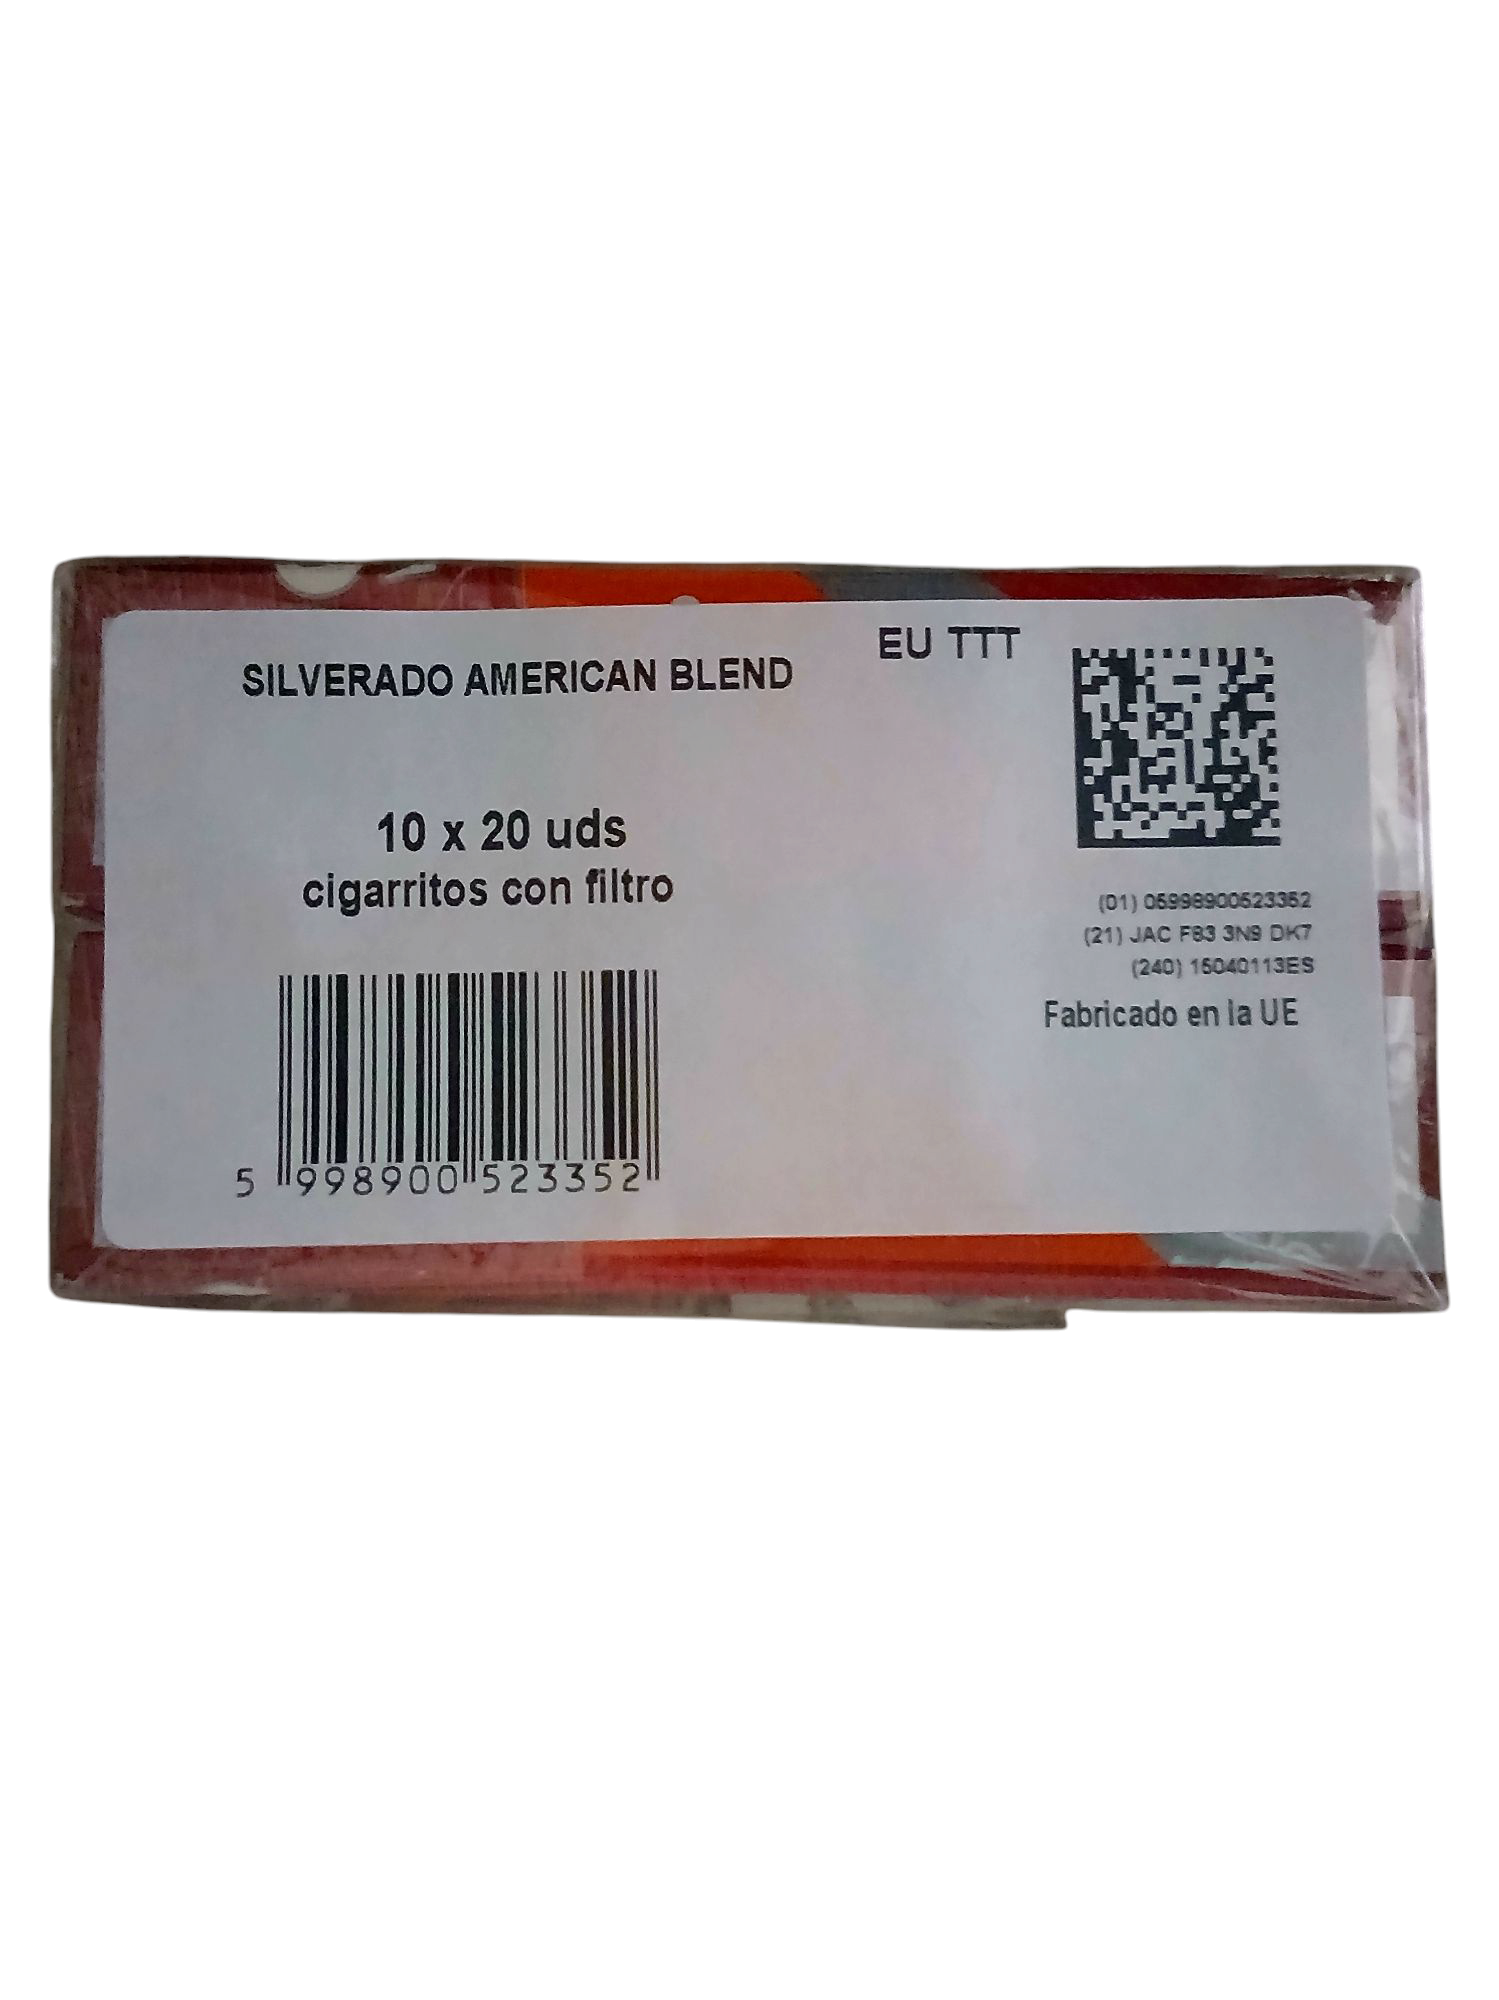 SILVERADO AMERICAN BLEND
EU TTT
10 x 20 uds
cigarritos con filtro
(01) 05998900523352
(21) JAC F83 3N9 DK7
(240) 15040113ES
Fabricado en la UE
5 998900 523352